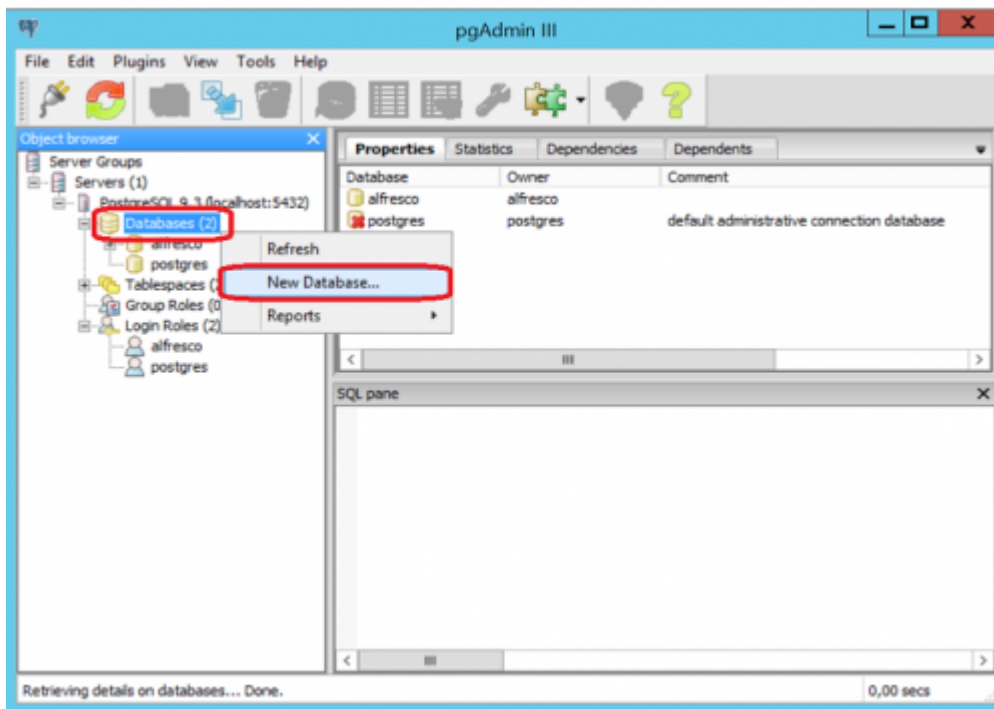 pgAdmin III
File Edit Plugins View Tools Help
Object browser
Server Groups
Servers (1)
PostgreSQL 9.3 (localhost:5432)
Databases (2)
alfresco
postgres
Tablespaces (
Group Roles (0
Login Roles (2)
alfresco
postgres
Refresh
New Database...
Reports
Properties Statistics Dependencies Dependents
Database Owner Comment
alfresco alfresco
postgres postgres default administrative connection database
SQL pane
Retrieving details on databases... Done.
0,00 secs